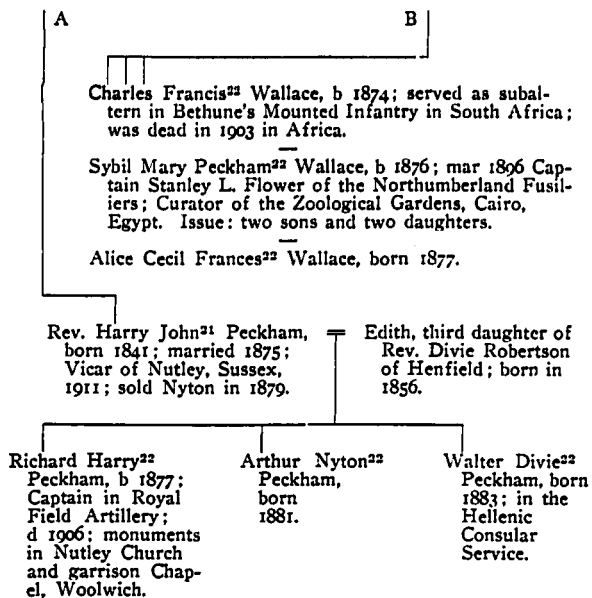 A B
Charles Francis²² Wallace, b 1874; served as subal-
tern in Bethune's Mounted Infantry in South Africa;
was dead in 1903 in Africa.
Sybil Mary Peckham²² Wallace, b 1876; mar 1896 Cap-
tain Stanley L. Flower of the Northumberland Fusil-
iers; Curator of the Zoological Gardens, Cairo,
Egypt. Issue: two sons and two daughters.
Alice Cecil Frances²² Wallace, born 1877.
Rev. Harry John²¹ Peckham,
born 1841; married 1875;
Vicar of Nutley, Sussex,
1911; sold Nyton in 1879.
=
Edith, third daughter of
Rev. Divie Robertson
of Henfield; born in
1856.
Richard Harry²²
Peckham, b 1877;
Captain in Royal
Field Artillery;
d 1906; monuments
in Nutley Church
and garrison Chap-
el, Woolwich.
Arthur Nyton²²
Peckham,
born
1881.
Walter Divie²²
Peckham, born
1883; in the
Hellenic
Consular
Service.